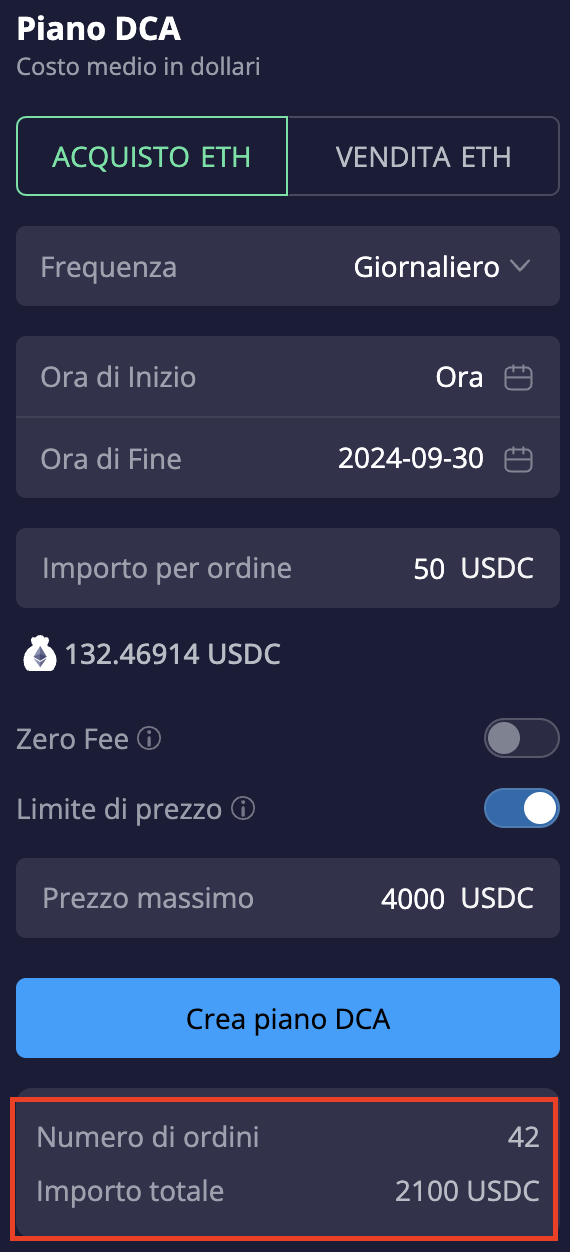 Piano DCA
Costo medio in dollari
ACQUISTO ETH VENDITA ETH
Frequenza Giornaliero
Ora di Inizio Ora
Ora di Fine 2024-09-30
Importo per ordine 50 USDC
132.46914 USDC
Zero Fee
Limite di prezzo
Prezzo massimo 4000 USDC
Crea piano DCA
Numero di ordini 42
Importo totale 2100 USDC